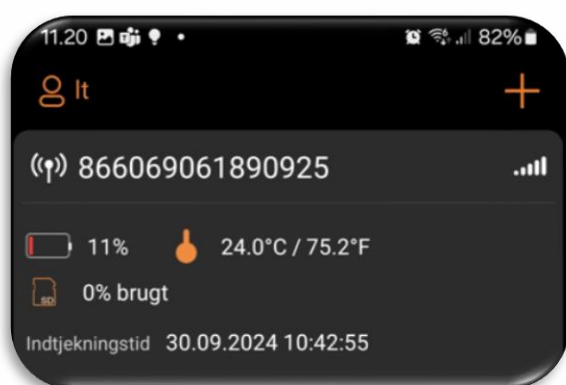 11.20 82%
lt
866069061890925
11% 24.0°C / 75.2°F
SD 0% brugt
Indtjekningstid 30.09.2024 10:42:55